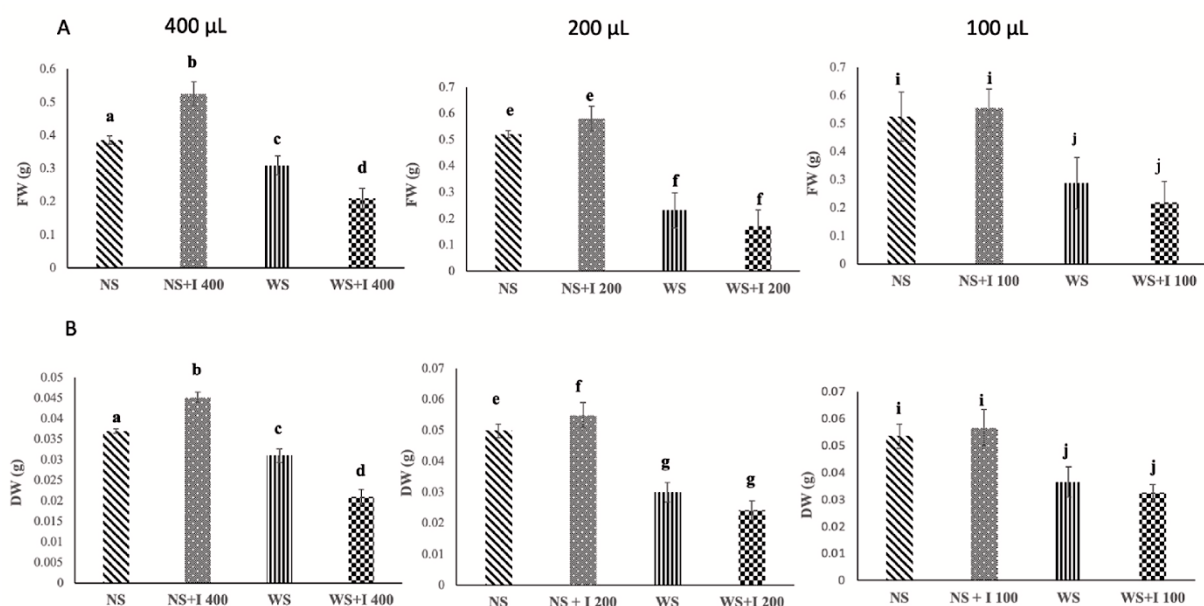 A 400 µL 200 µL 100 µL
FW (g)
0.6
0.5
0.4
0.3
0.2
0.1
0
a b c d
NS NS+I 400 WS WS+I 400
FW (g)
0.7
0.6
0.5
0.4
0.3
0.2
0.1
0
e e f f
NS NS+I 200 WS WS+I 200
FW (g)
0.7
0.6
0.5
0.4
0.3
0.2
0.1
0
i i j j
NS NS+I 100 WS WS+I 100
B
DW (g)
0.05
0.045
0.04
0.035
0.03
0.025
0.02
0.015
0.01
0.005
0
a b c d
NS NS+I 400 WS WS+I 400
DW (g)
0.07
0.06
0.05
0.04
0.03
0.02
0.01
0
e f g g
NS NS + I 200 WS WS+I 200
DW (g)
0.07
0.06
0.05
0.04
0.03
0.02
0.01
0
i i j j
NS NS + I 100 WS WS+I 100